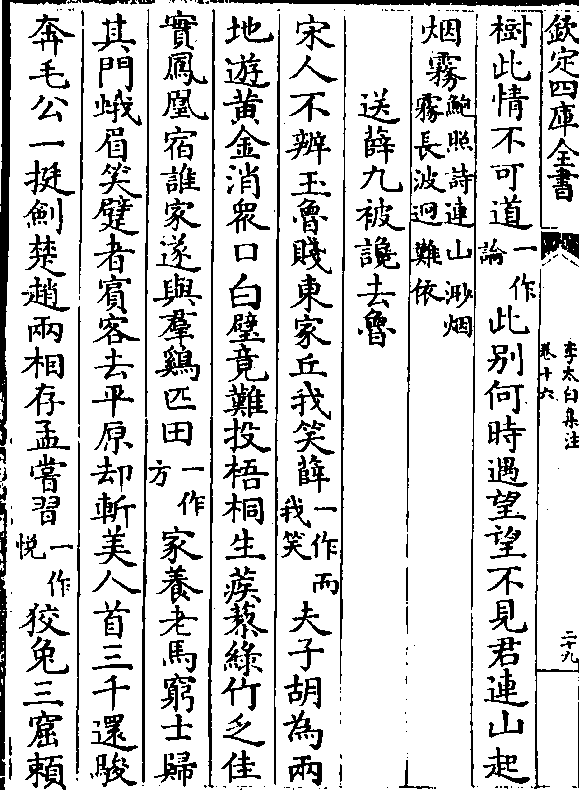 欽定四庫全書
李太白集注
卷十六
二十九
樹此情不可道一作論此别何時遇望望不見君連山起
烟霧鮑照詩連山渺烟霧長波迥難依
送薛九被讒去魯
宋人不辨玉魯賤東家丘我笑薛一作而我笑夫子胡為兩
地遊黄金消衆口白璧竟難投梧桐生蒺藜綠竹乏佳
實鳳凰宿誰家遂與羣鷄匹田一作方家養老馬窮士歸
其門蛾眉笑躄者賓客去平原却斬美人首三千還駿
奔毛公一挺劍楚趙兩相存孟嘗習一作悅狡兔三窟賴